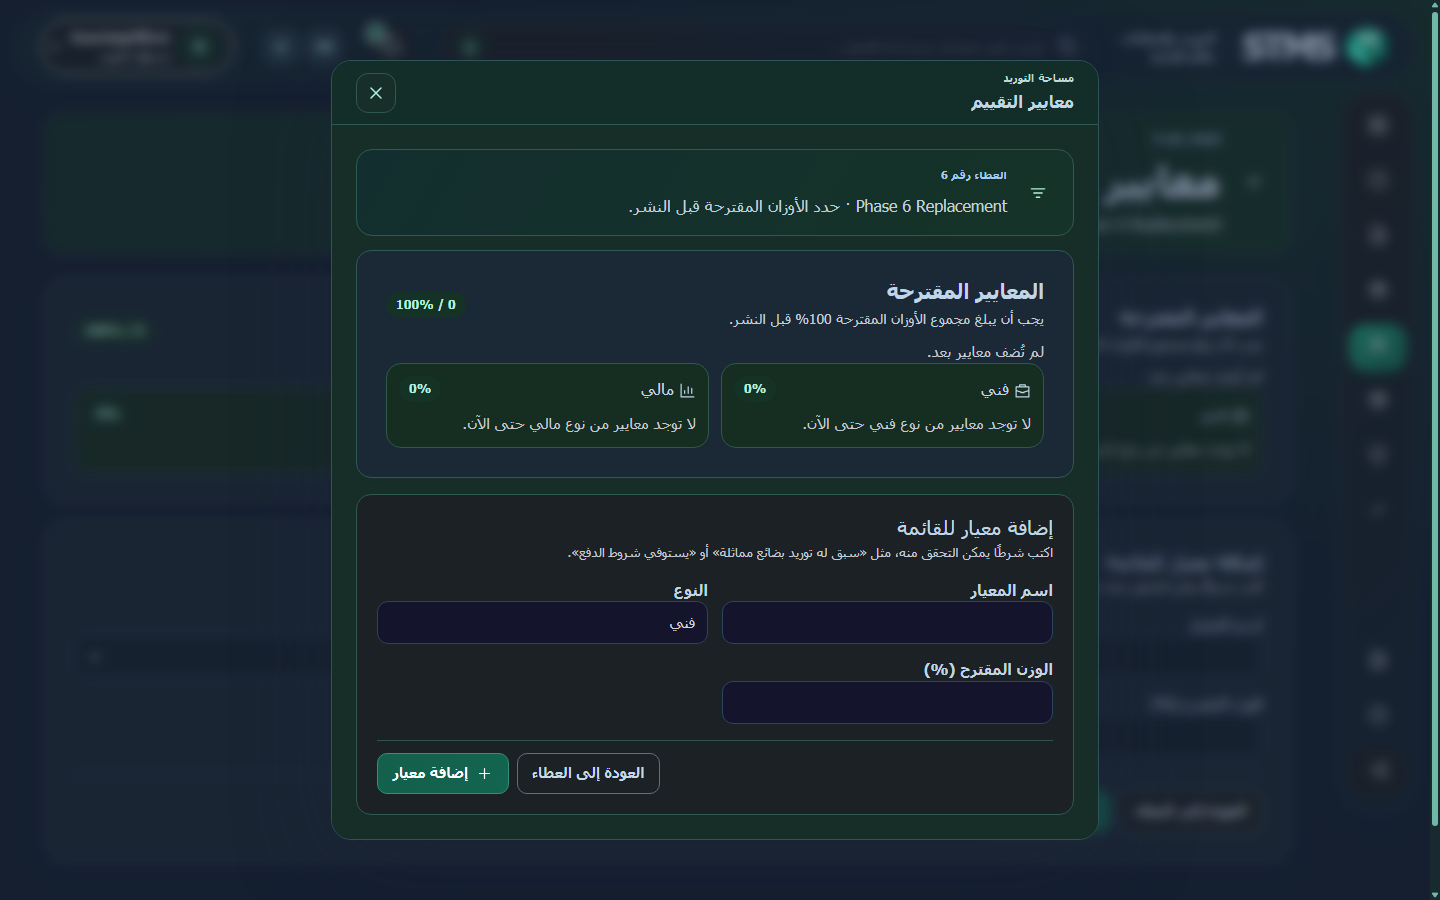 STMS
مساحة التوريد
معايير التقييم
العطاء رقم 6
Phase 6 Replacement · حدد الأوزان المقترحة قبل النشر.
المعايير المقترحة
100% / 0
يجب أن يبلغ مجموع الأوزان المقترحة 100% قبل النشر.
لم تُضف معايير بعد.
فني
0%
لا توجد معايير من نوع فني حتى الآن.
مالي
0%
لا توجد معايير من نوع مالي حتى الآن.
إضافة معيار للقائمة
اكتب شرطًا يمكن التحقق منه، مثل «سبق له توريد بضائع مماثلة» أو «يستوفي شروط الدفع».
اسم المعيار
النوع
فني
الوزن المقترح (%)
العودة إلى العطاء
إضافة معيار